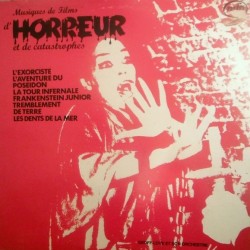 Musiques de Films
d'HORREUR
et de catastrophes
L'EXORCISTE
L'AVENTURE DU
POSEIDON
LA TOUR INFERNALE
FRANKENSTEIN JUNIOR
TREMBLEMENT
DE TERRE
LES DENTS DE LA MER